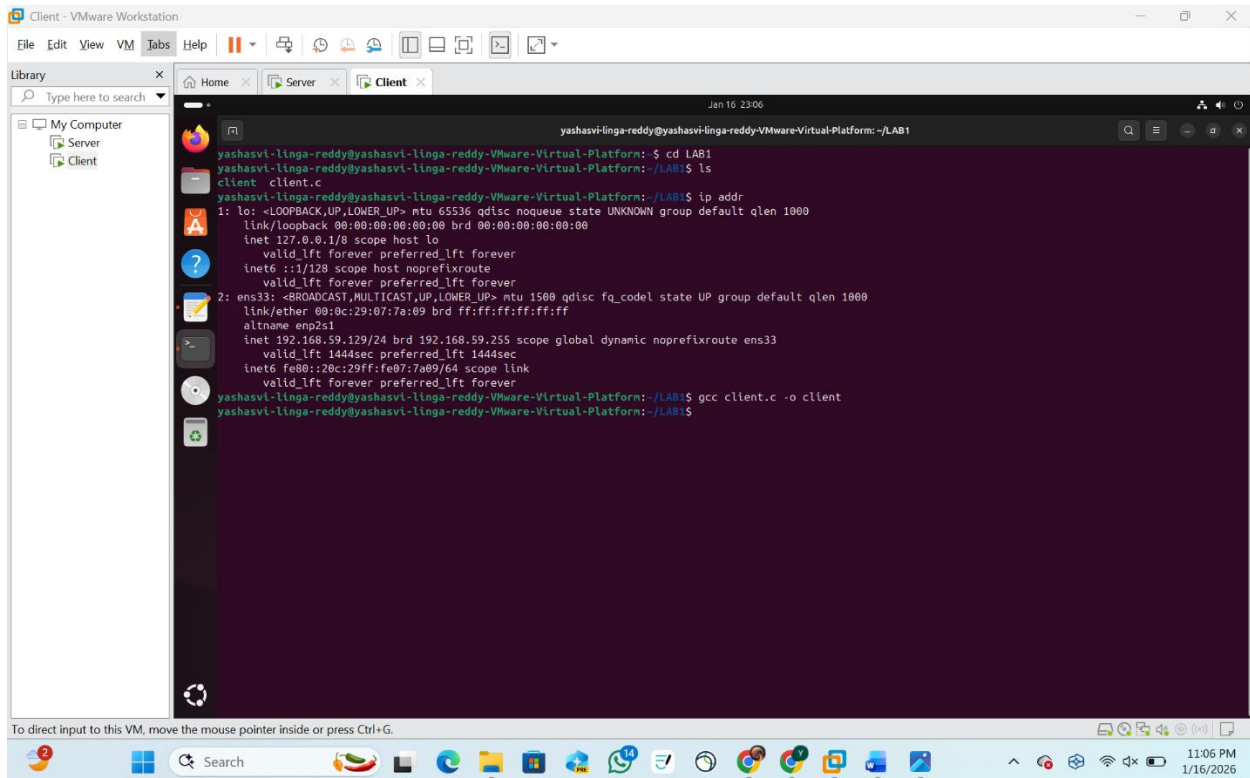 Client - VMware Workstation
File Edit View VM Tabs Help
Library
Type here to search
My Computer
Server
Client
Home
Server
Client
Jan 16 23:06
yashasvi-linga-reddy@yashasvi-linga-reddy-VMware-Virtual-Platform: ~/LAB1
yashasvi-linga-reddy@yashasvi-linga-reddy-VMware-Virtual-Platform:~$ cd LAB1
yashasvi-linga-reddy@yashasvi-linga-reddy-VMware-Virtual-Platform:~/LAB1$ ls
client client.c
yashasvi-linga-reddy@yashasvi-linga-reddy-VMware-Virtual-Platform:~/LAB1$ ip addr
1: lo: <LOOPBACK,UP,LOWER_UP> mtu 65536 qdisc noqueue state UNKNOWN group default qlen 1000
link/loopback 00:00:00:00:00:00 brd 00:00:00:00:00:00
inet 127.0.0.1/8 scope host lo
valid_lft forever preferred_lft forever
inet6 ::1/128 scope host noprefixroute
valid_lft forever preferred_lft forever
2: ens33: <BROADCAST,MULTICAST,UP,LOWER_UP> mtu 1500 qdisc fq_codel state UP group default qlen 1000
link/ether 00:0c:29:07:7a:09 brd ff:ff:ff:ff:ff:ff
altname enp2s1
inet 192.168.59.129/24 brd 192.168.59.255 scope global dynamic noprefixroute ens33
valid_lft 1444sec preferred_lft 1444sec
inet6 fe80::20c:29ff:fe07:7a09/64 scope link
valid_lft forever preferred_lft forever
yashasvi-linga-reddy@yashasvi-linga-reddy-VMware-Virtual-Platform:~/LAB1$ gcc client.c -o client
yashasvi-linga-reddy@yashasvi-linga-reddy-VMware-Virtual-Platform:~/LAB1$
To direct input to this VM, move the mouse pointer inside or press Ctrl+G.
2
Search
PRE
14
11:06 PM
1/16/2026